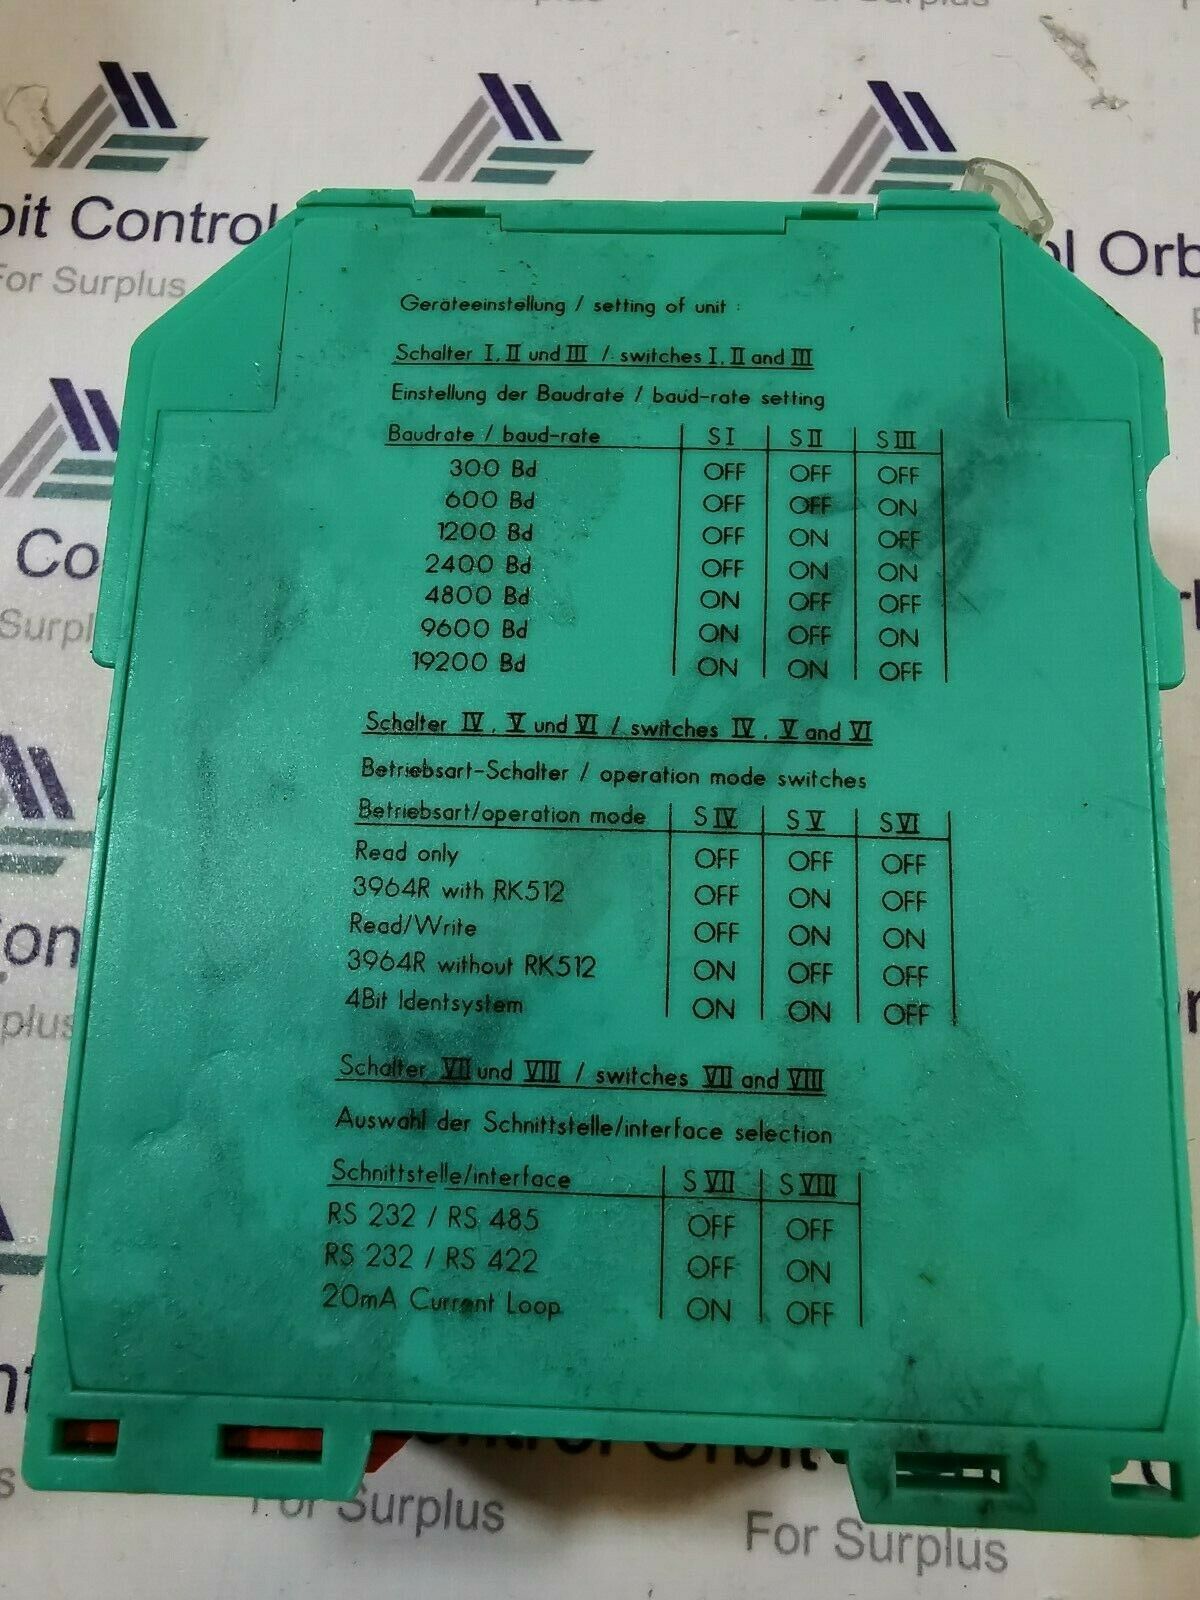 Orbit Control
For Surplus
Geräteeinstellung / setting of unit :
Schalter I, II und III / switches I, II and III
Einstellung der Baudrate / baud-rate setting
Baudrate / baud-rate SI SII SIII
300 Bd OFF OFF OFF
600 Bd OFF OFF ON
1200 Bd OFF ON OFF
2400 Bd OFF ON ON
4800 Bd ON OFF OFF
9600 Bd ON OFF ON
19200 Bd ON ON OFF
Schalter IV, V und VI / switches IV, V and VI
Betriebsart-Schalter / operation mode switches
Betriebsart/operation mode SIV SV SVI
Read only OFF OFF OFF
3964R with RK512 OFF ON OFF
Read/Write OFF ON ON
3964R without RK512 ON OFF OFF
4Bit Identsystem ON ON OFF
Schalter VII und VIII / switches VII and VIII
Auswahl der Schnittstelle/interface selection
Schnittstelle/interface SVII SVIII
RS 232 / RS 485 OFF OFF
RS 232 / RS 422 OFF ON
20mA Current Loop ON OFF
Control Orbit
For Surplus
For Surplus